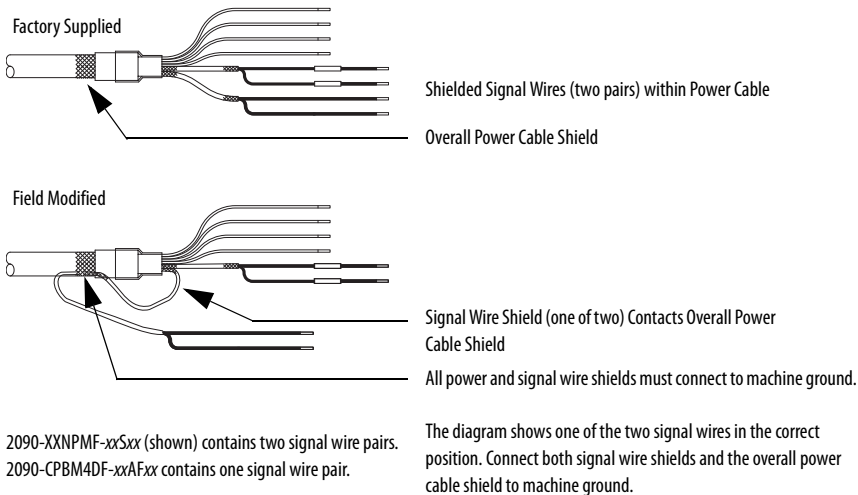 Factory Supplied
Shielded Signal Wires (two pairs) within Power Cable
Overall Power Cable Shield
Field Modified
Signal Wire Shield (one of two) Contacts Overall Power
Cable Shield
All power and signal wire shields must connect to machine ground.
2090-XXNPMF-xxSxx (shown) contains two signal wire pairs.
2090-CPBM4DF-xxAFxx contains one signal wire pair.
The diagram shows one of the two signal wires in the correct
position. Connect both signal wire shields and the overall power
cable shield to machine ground.